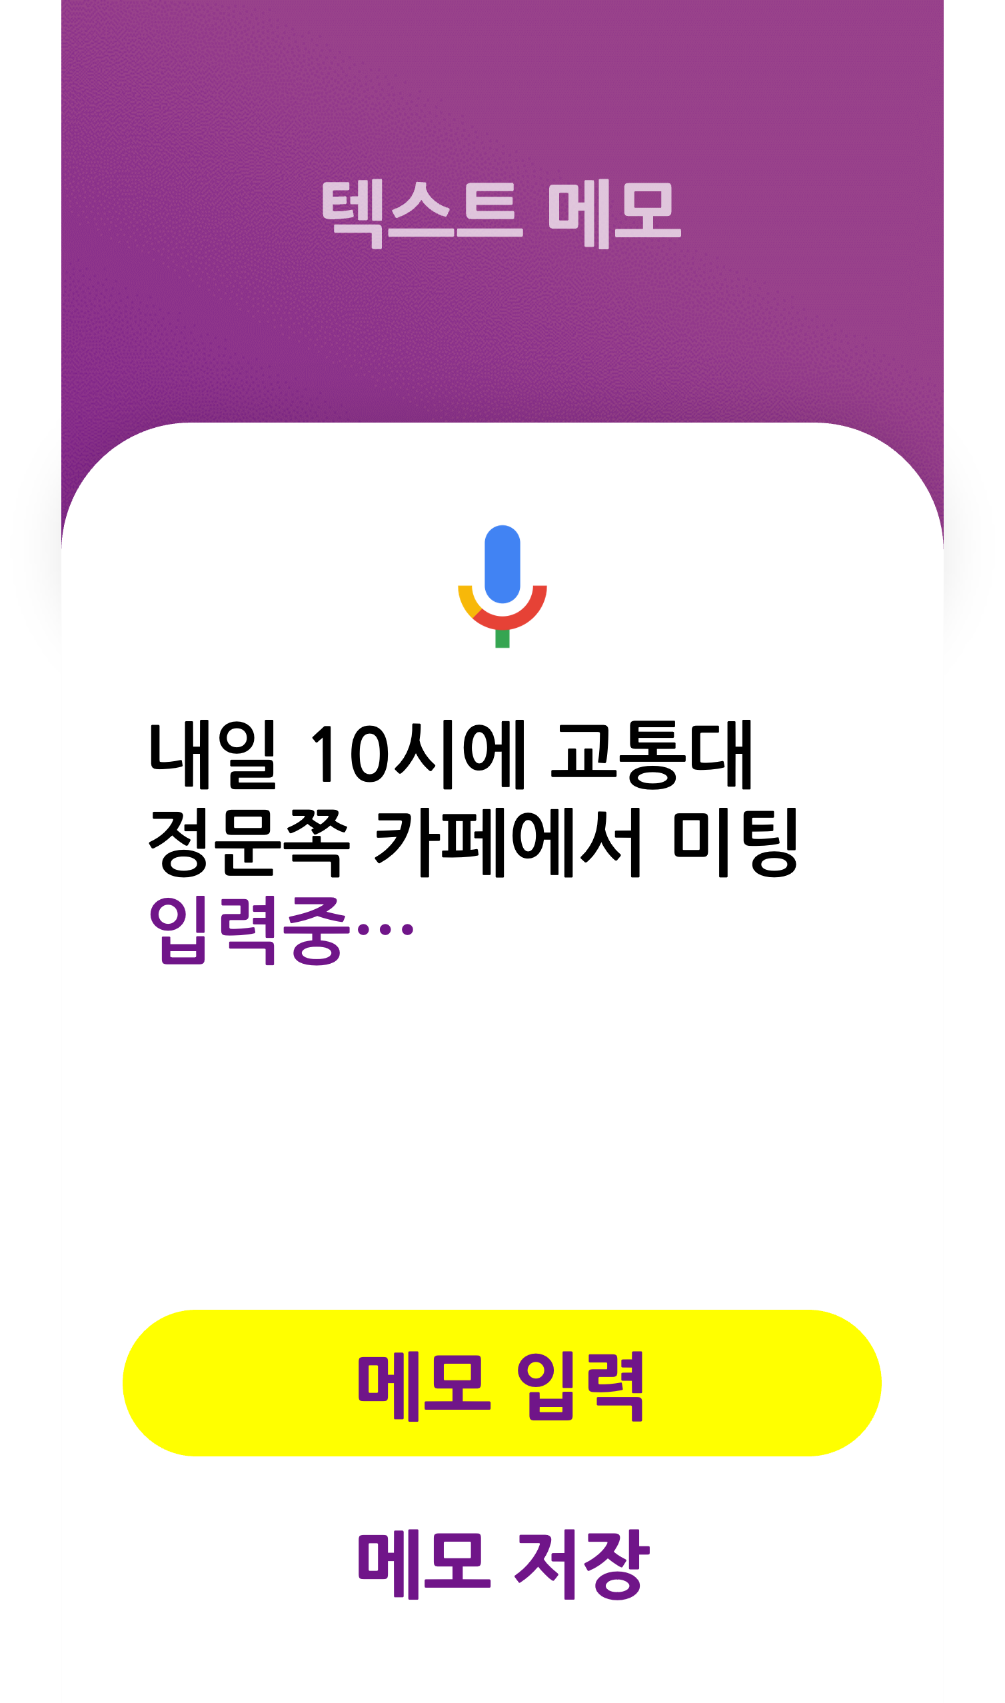 텍스트 메모
내일 10시에 교통대
정문쪽 카페에서 미팅
입력중···
메모 입력
메모 저장